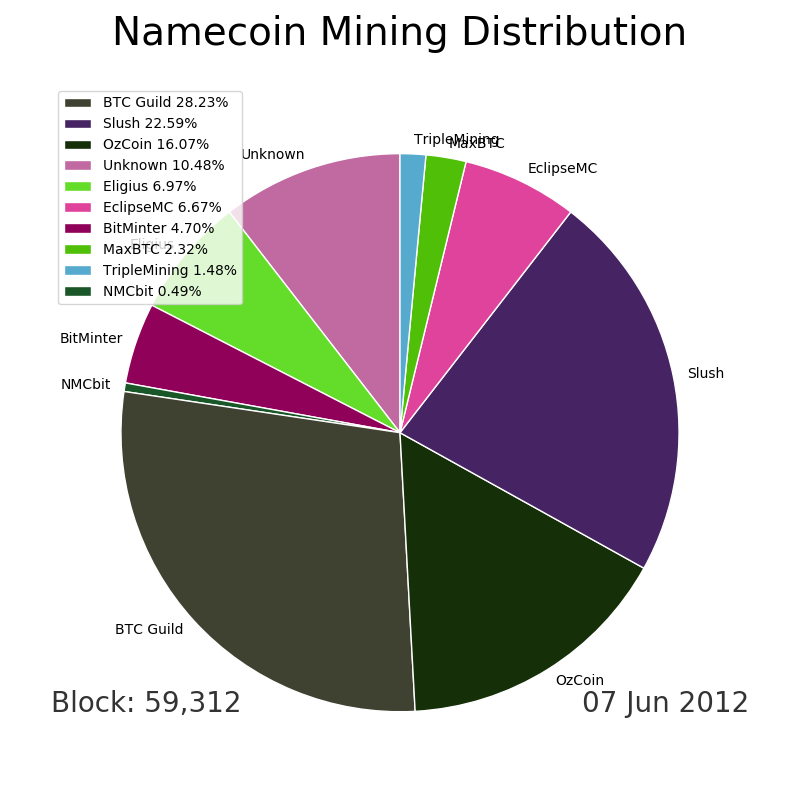 Namecoin Mining Distribution
BTC Guild 28.23%
Slush 22.59%
OzCoin 16.07%
Unknown 10.48%
Eligius 6.97%
EclipseMC 6.67%
BitMinter 4.70%
MaxBTC 2.32%
TripleMining 1.48%
NMCbit 0.49%
TripleMining
MaxBTC
Unknown
EclipseMC
Eligius
BitMinter
Slush
NMCbit
BTC Guild
OzCoin
Block: 59,312
07 Jun 2012